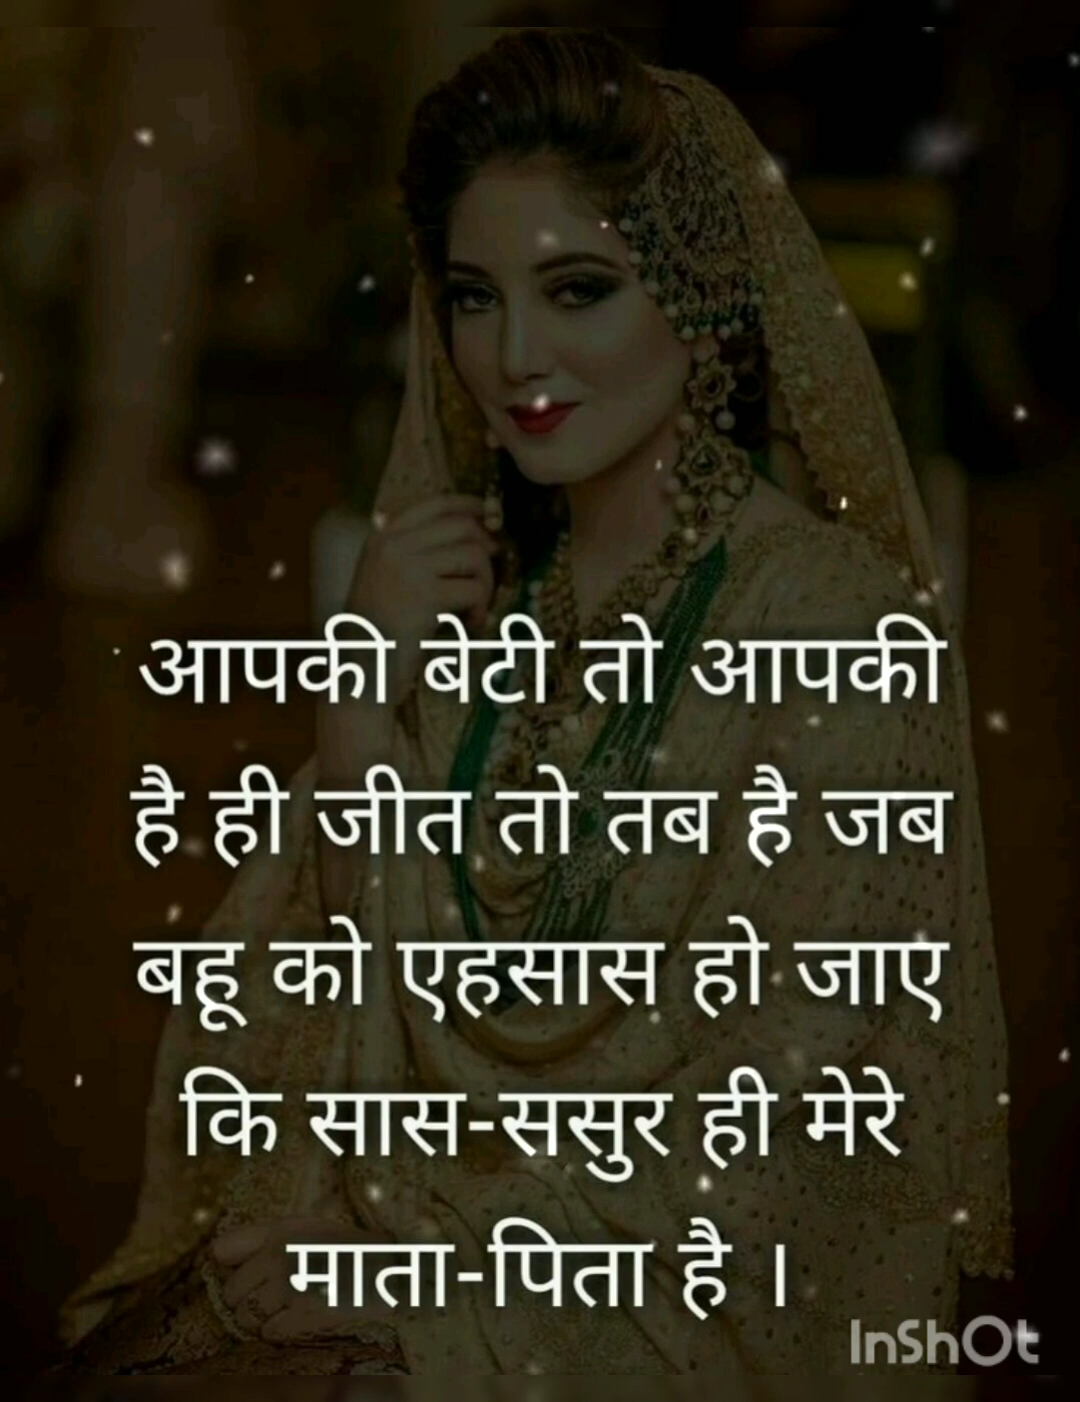 आपकी बेटी तो आपकी
है ही जीत तो तब है जब
बहू को एहसास हो जाए
कि सास-ससुर ही मेरे
माता-पिता है ।
InShOt